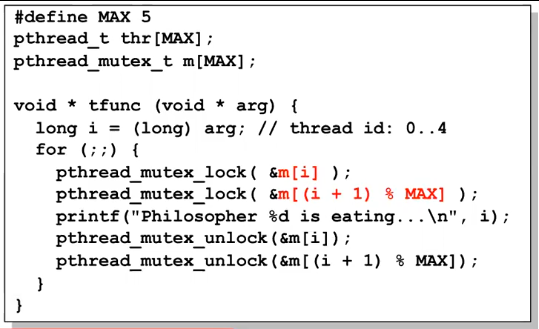 #define MAX 5
pthread_t thr[MAX];
pthread_mutex_t m[MAX];
void * tfunc (void * arg) {
long i = (long) arg; // thread id: 0..4
for (;;) {
pthread_mutex_lock( &m[i] );
pthread_mutex_lock( &m[(i + 1) % MAX] );
printf("Philosopher %d is eating...\n", i);
pthread_mutex_unlock(&m[i]);
pthread_mutex_unlock(&m[(i + 1) % MAX]);
}
}